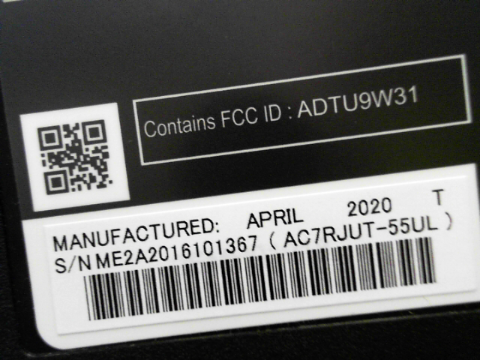 Contains FCC ID : ADTU9W31
MANUFACTURED: APRIL 2020 T
S/N ME2A2016101367 ( AC7RJUT-55UL )